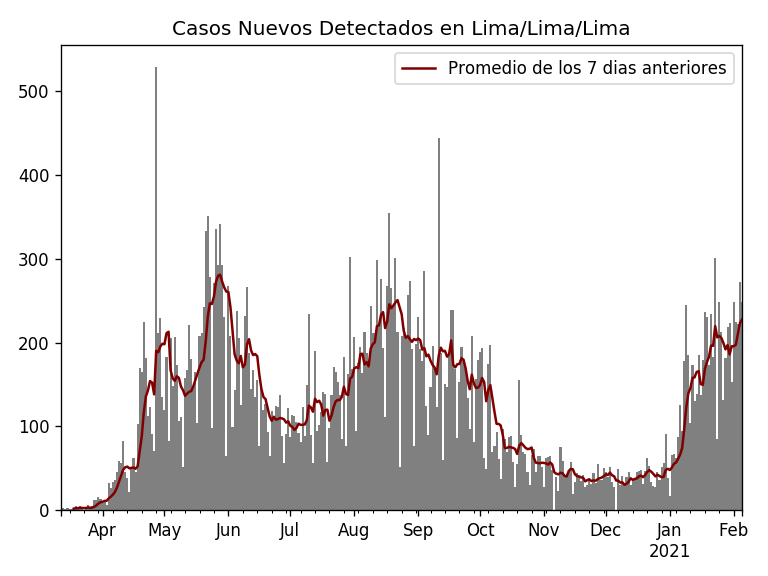 Casos Nuevos Detectados en Lima/Lima/Lima
Promedio de los 7 dias anteriores
500
400
300
200
100
0
Apr May Jun Jul Aug Sep Oct Nov Dec Jan Feb
2021